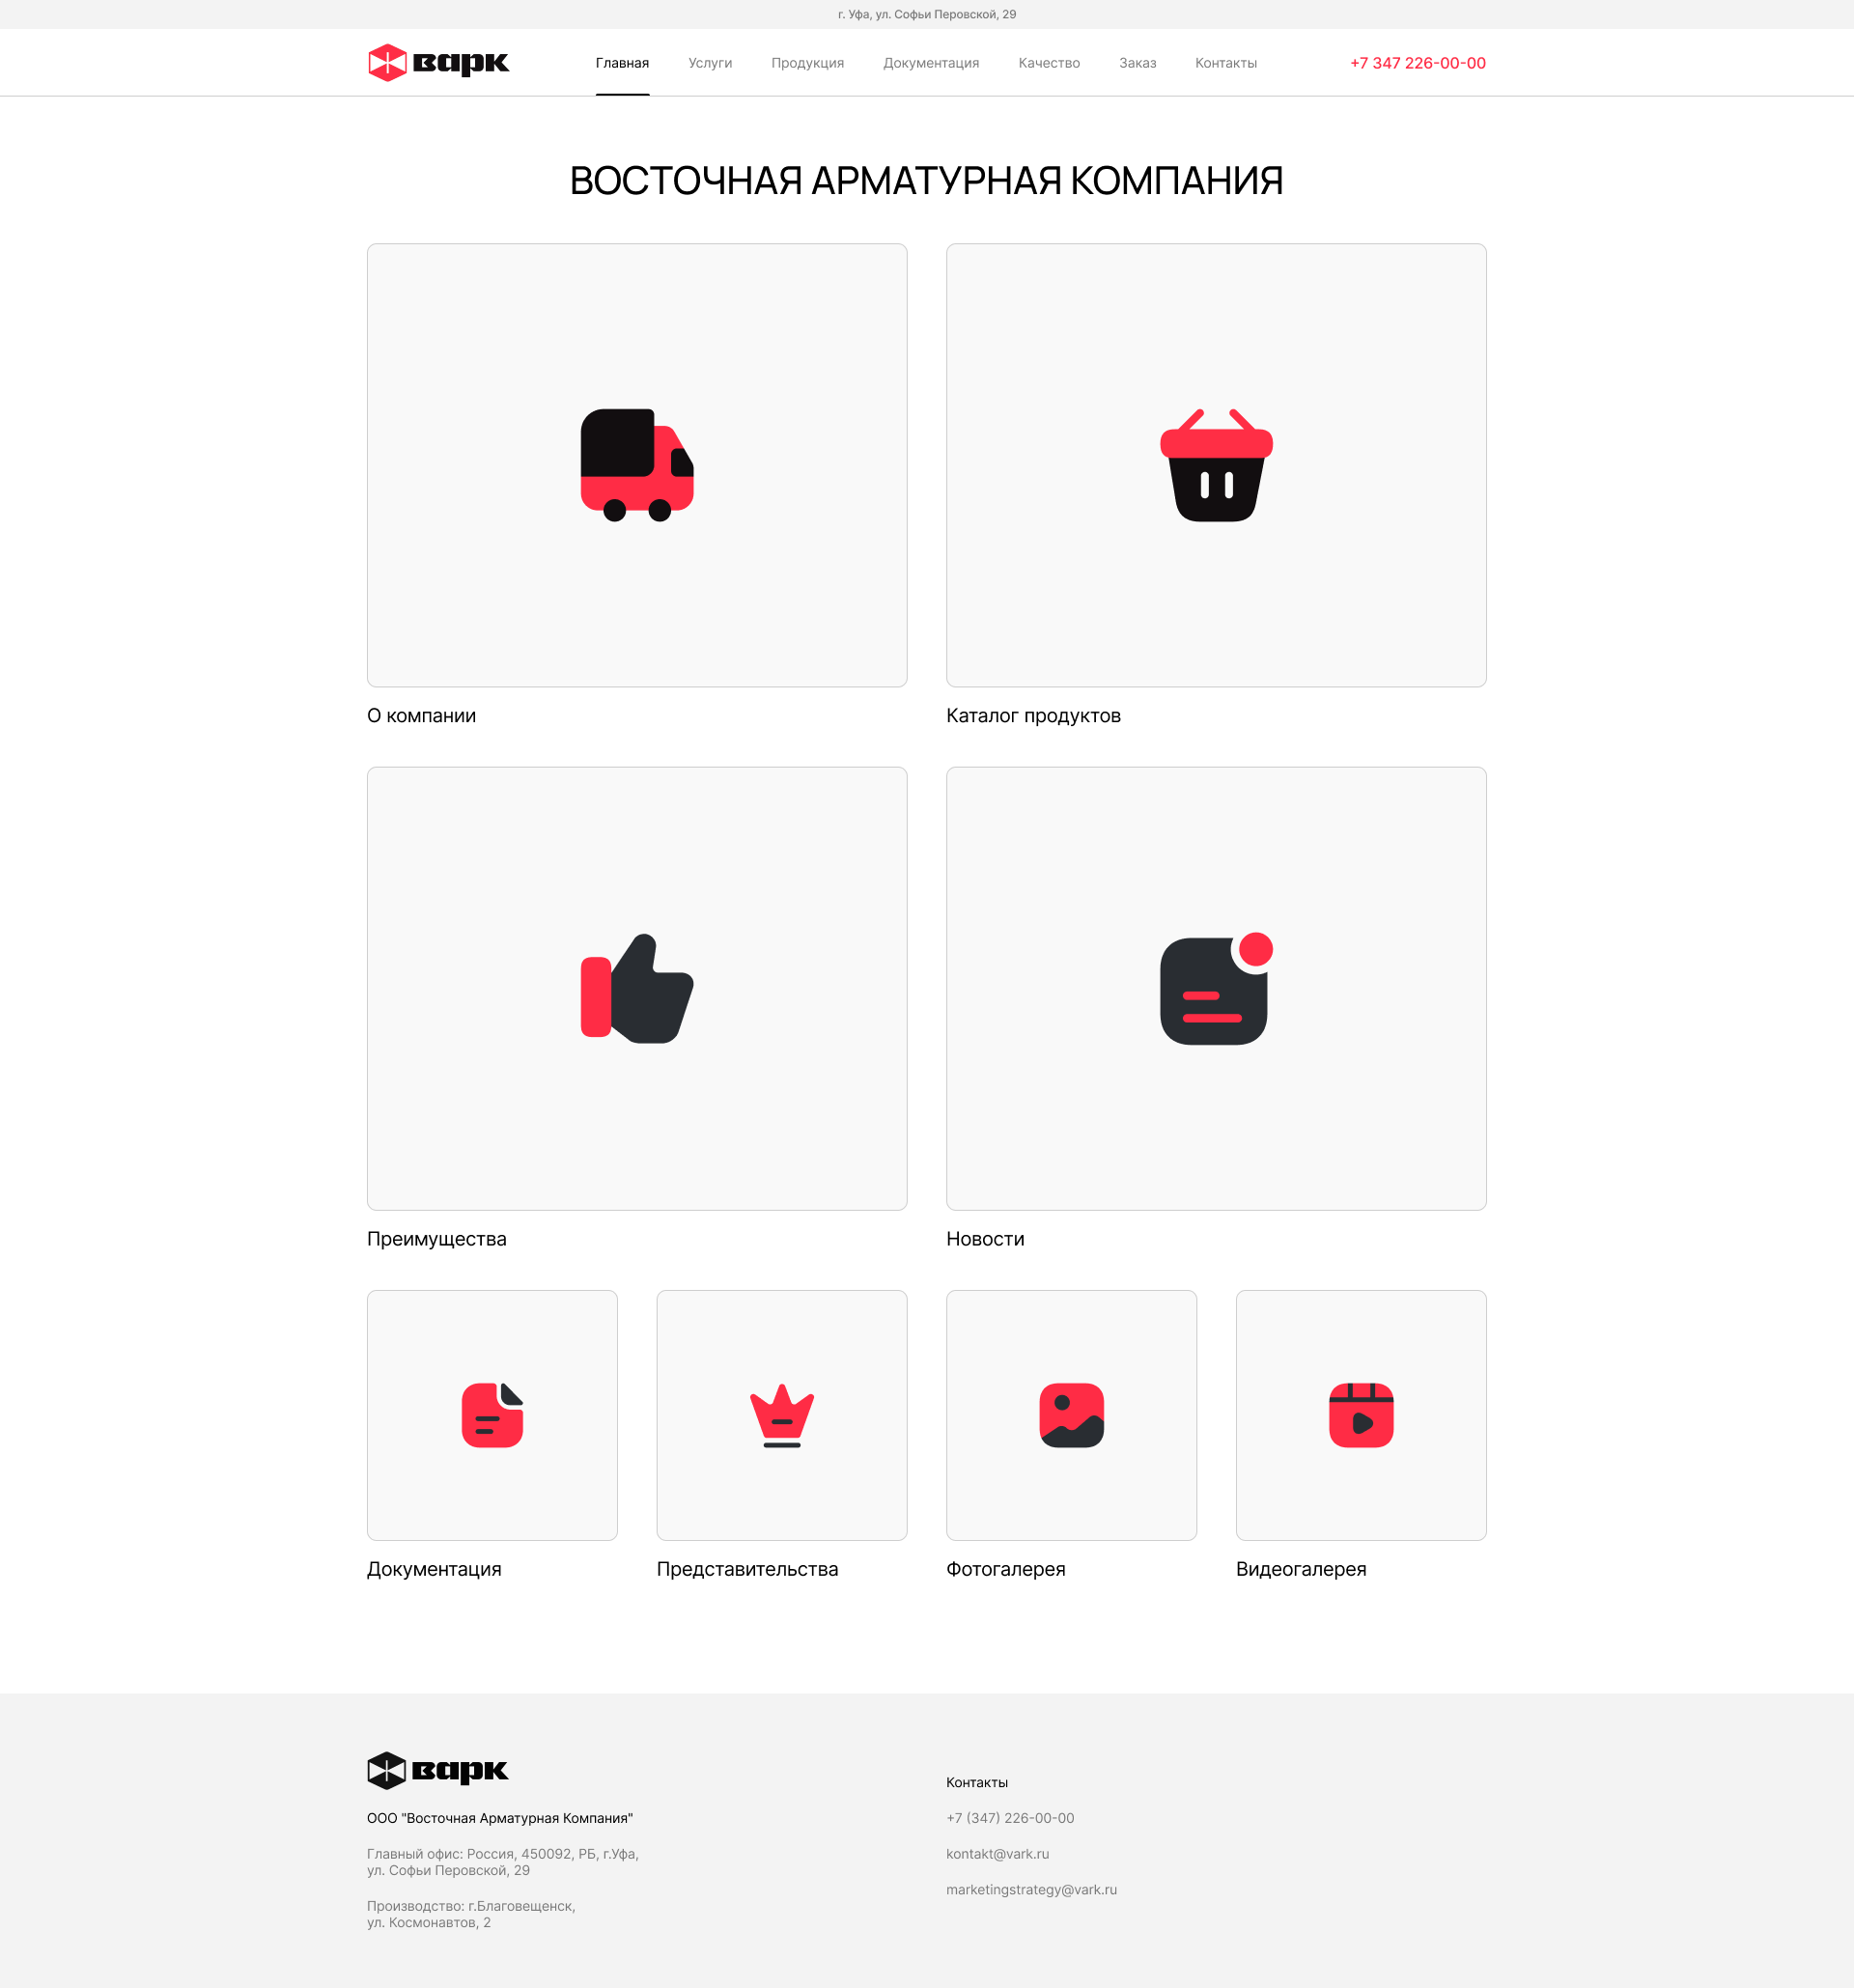 г. Уфа, ул. Софьи Перовской, 29
варк
Главная
Услуги
Продукция
Документация
Качество
Заказ
Контакты
+7 347 226-00-00
ВОСТОЧНАЯ АРМАТУРНАЯ КОМПАНИЯ
О компании
Каталог продуктов
Преимущества
Новости
Документация
Представительства
Фотогалерея
Видеогалерея
варк
ООО "Восточная Арматурная Компания"
Главный офис: Россия, 450092, РБ, г.Уфа,
ул. Софьи Перовской, 29
Производство: г.Благовещенск,
ул. Космонавтов, 2
Контакты
+7 (347) 226-00-00
kontakt@vark.ru
marketingstrategy@vark.ru